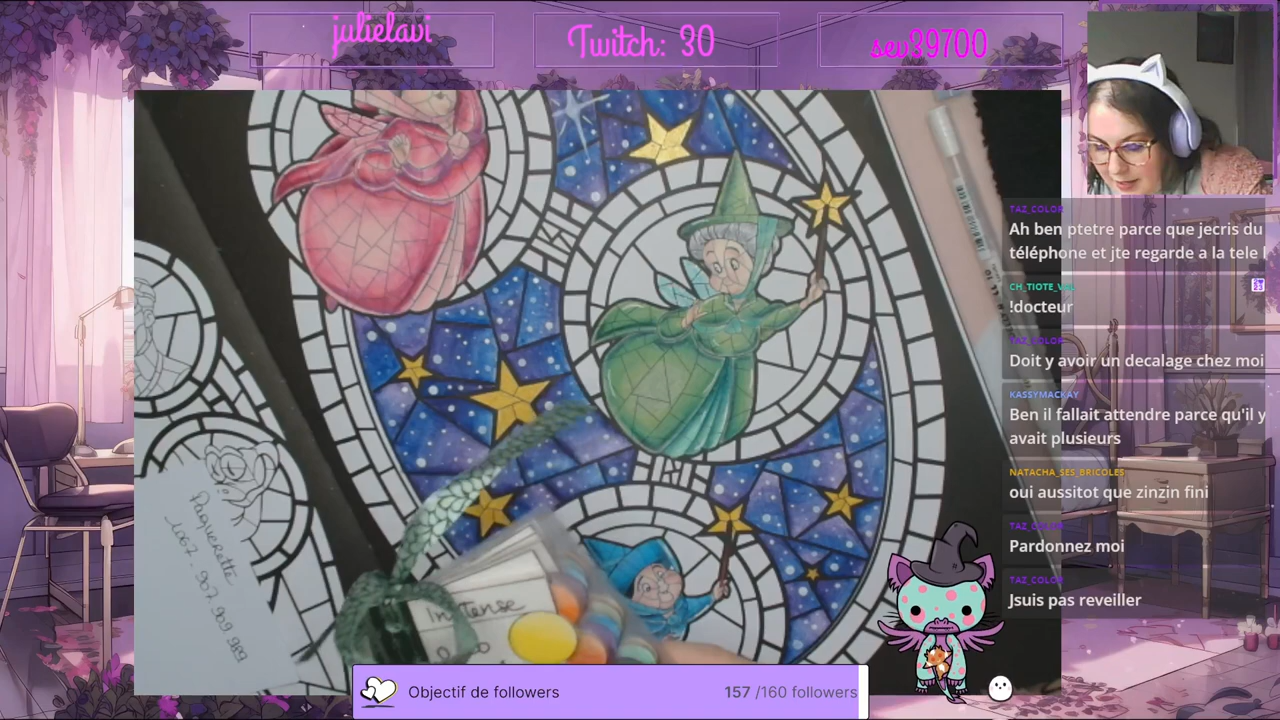 julielavi
Twitch: 30
sev39700
TAZ_COLOR
Ah ben ptetre parce que jecris du
téléphone et jte regarde a la tele
!docteur
TAZ_COLOR
Doit y avoir un decalage chez moi
KASSYMACKAY
Ben il fallait attendre parce qu'il y
avait plusieurs
NATACHA_SES_BRICOLES
oui aussitot que zinzin fini
TAZ_COLOR
Pardonnez moi
TAZ_COLOR
Jsuis pas reveiller
Paquerette
Intense
Objectif de followers
157 /160 followers